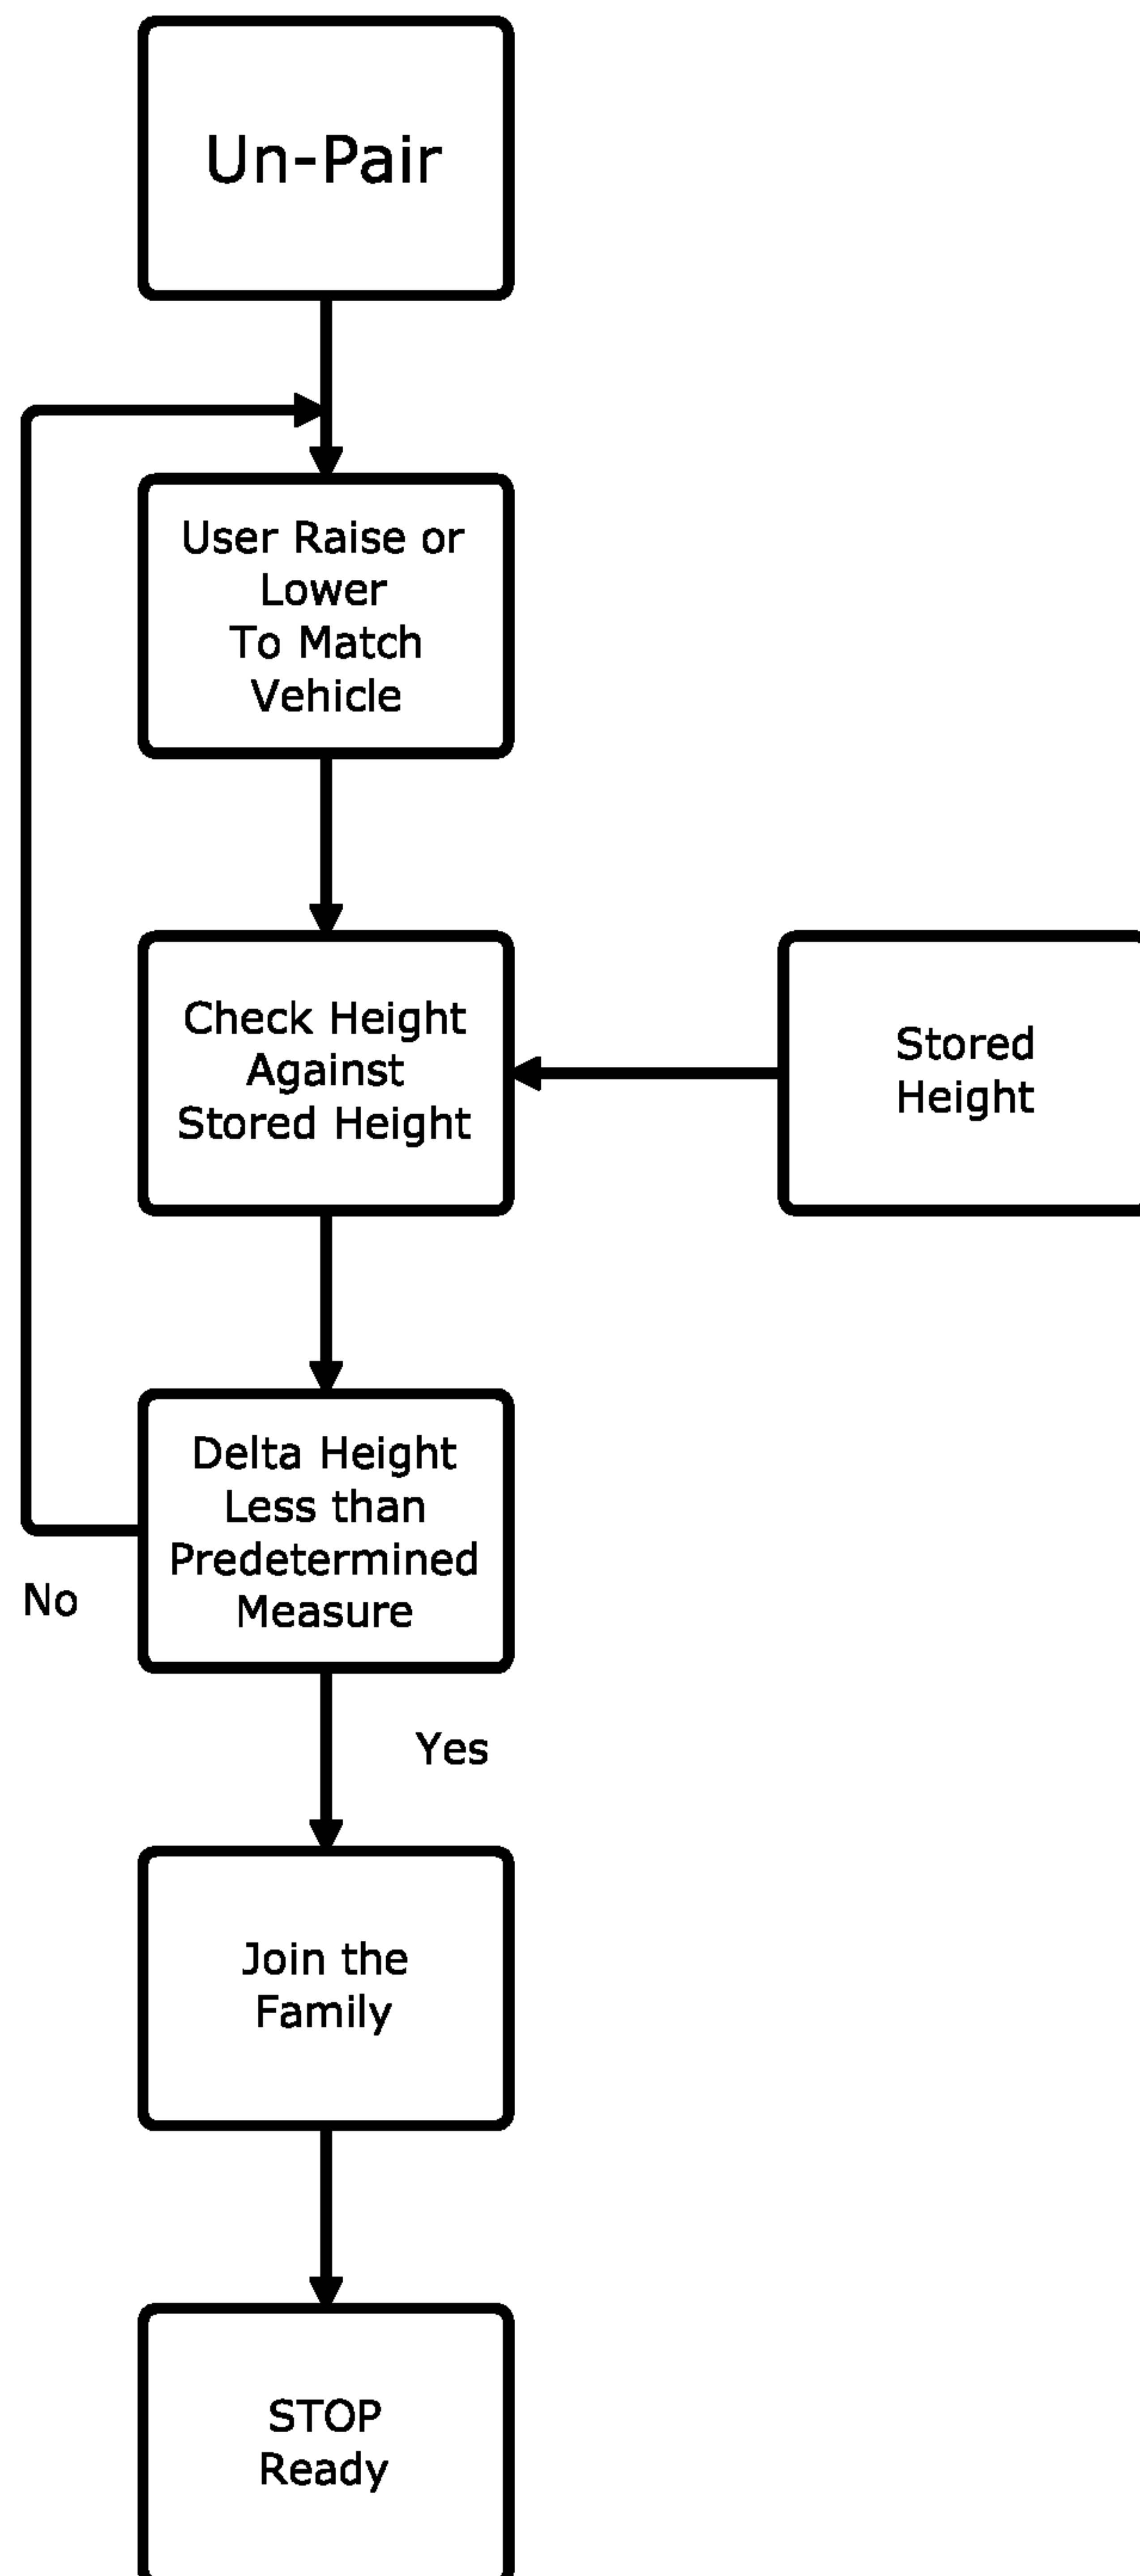 Un-Pair
User Raise or
Lower
To Match
Vehicle
Check Height
Against
Stored Height
Stored
Height
Delta Height
Less than
Predetermined
Measure
No
Yes
Join the
Family
STOP
Ready